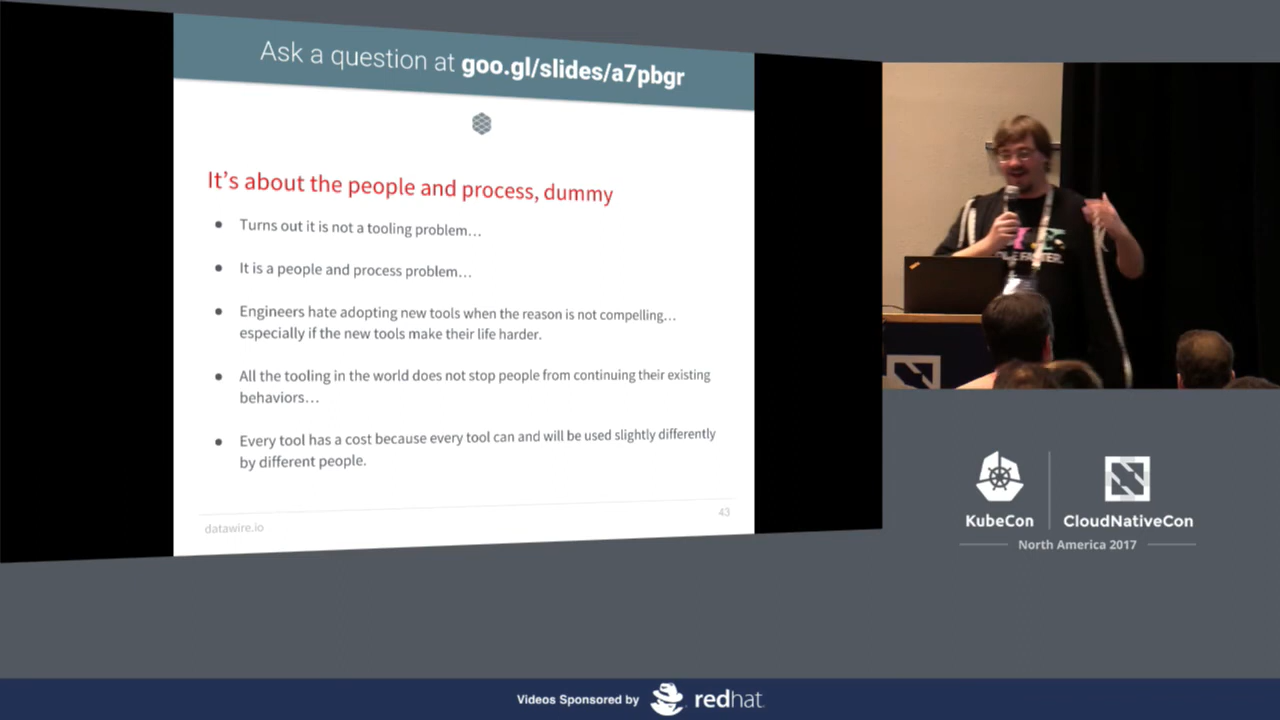 Ask a question at goo.gl/slides/a7pbgr
It's about the people and process, dummy
● Turns out it is not a tooling problem…
● It is a people and process problem…
● Engineers hate adopting new tools when the reason is not compelling…
especially if the new tools make their life harder.
● All the tooling in the world does not stop people from continuing their existing
behaviors…
● Every tool has a cost because every tool can and will be used slightly differently
by different people.
datawire.io
43
KubeCon
CloudNativeCon
North America 2017
Videos Sponsored by
redhat